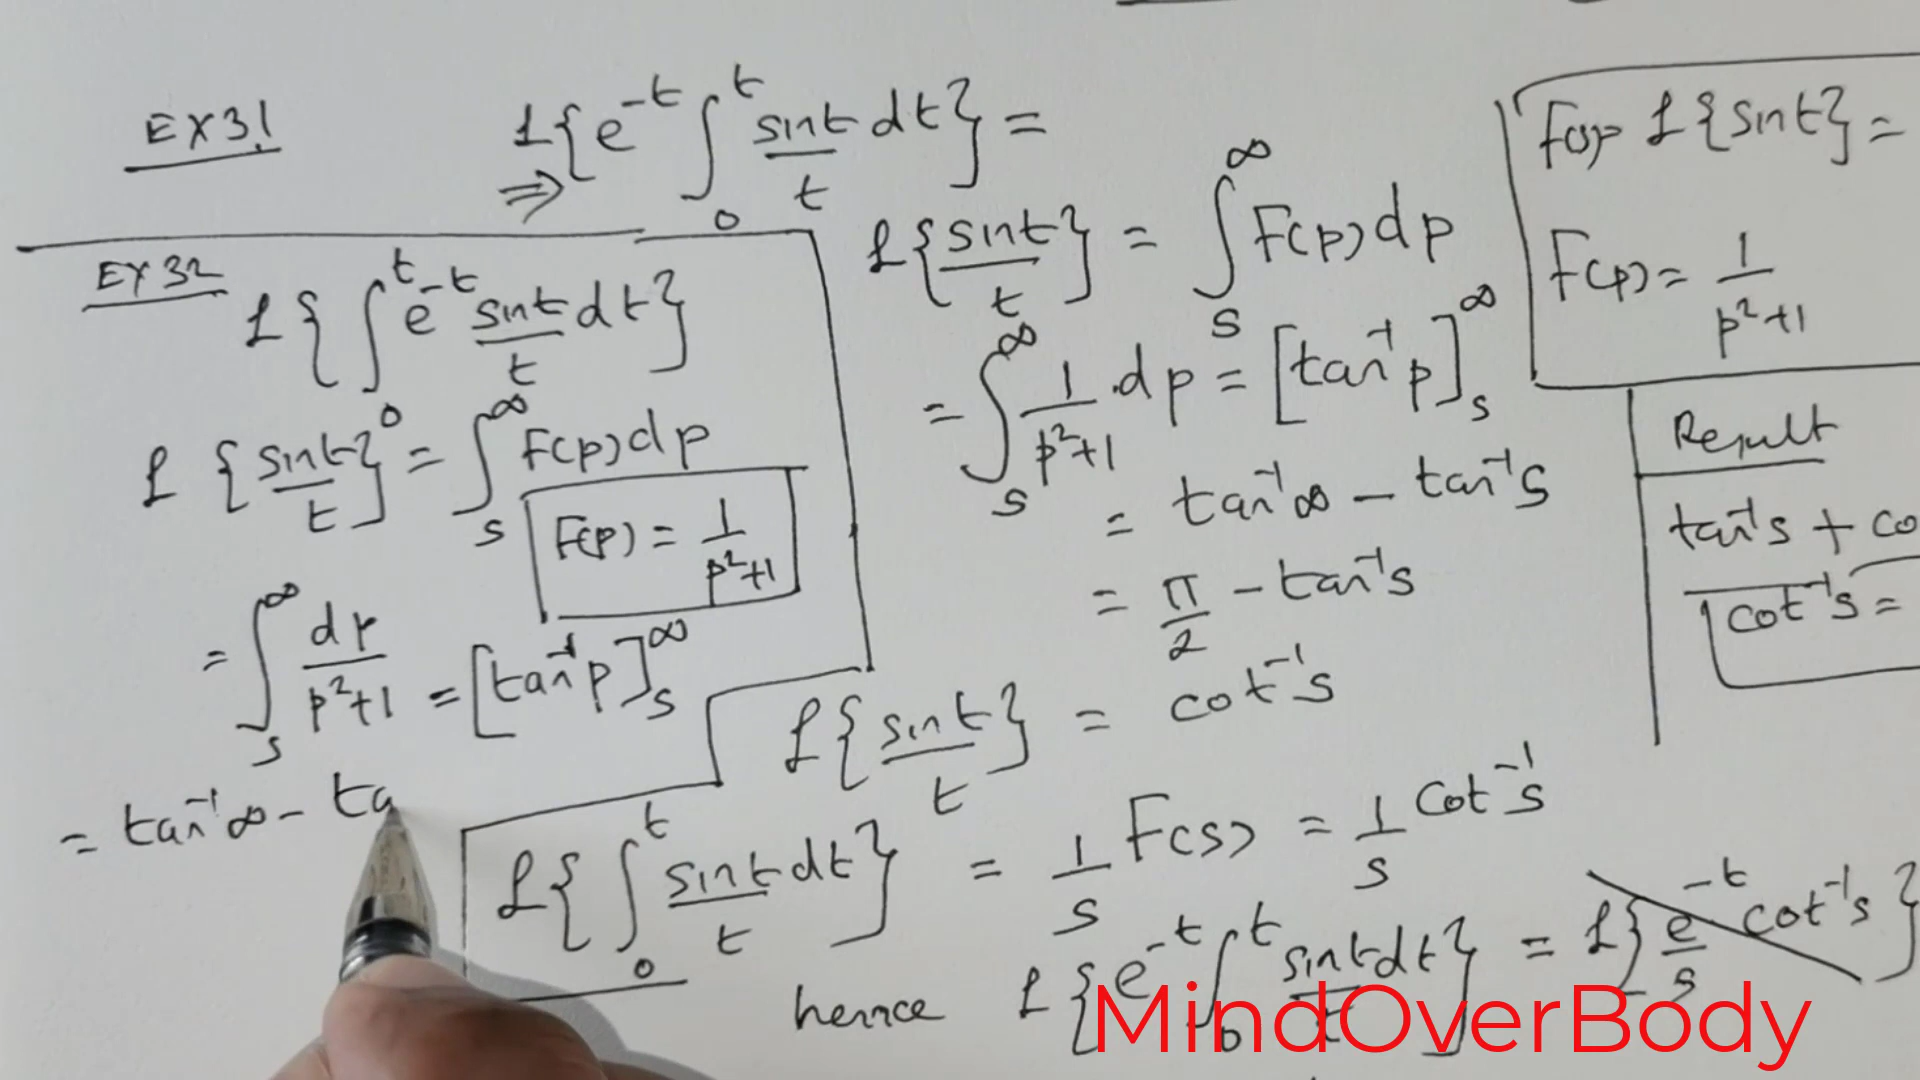 EX31
ℒ{e^{-t} ∫_0^t sint/t dt} =
⇒
EX32
ℒ{∫_0^t e^{-t} sint/t dt}
ℒ {sint/t} = ∫_s^∞ F(p)dp
F(p) = 1/p²+1
= ∫_s^∞ dp/p²+1 = [tan⁻¹p]_s^∞
= tan⁻¹∞ - ta
ℒ{sint/t} = ∫_s^∞ F(p)dp
= ∫_s^∞ 1/p²+1 .dp = [tan⁻¹p]_s^∞
= tan⁻¹∞ - tan⁻¹s
= π/2 - tan⁻¹s
ℒ{sint/t} = cot⁻¹s
ℒ{∫_0^t sint/t dt} = 1/s F(s) = 1/s cot⁻¹s
hence ℒ{e^{-t} ∫_0^t sint/t dt} = ℒ{e^{-t}/s cot⁻¹s}
F(s)= ℒ{sint} =
F(p) = 1/p²+1
Result
tan⁻¹s + co
cot⁻¹s =
MindOverBody